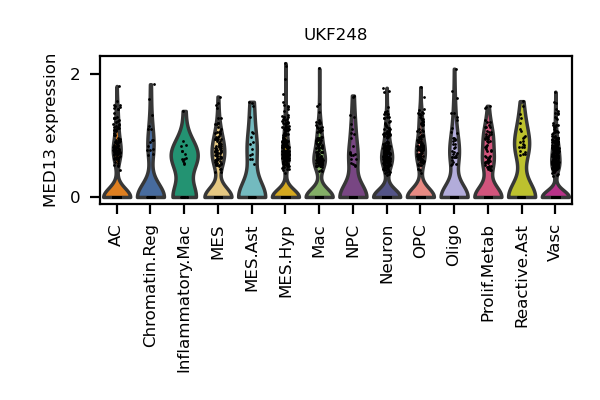 UKF248
MED13 expression
2
0
AC
Chromatin.Reg
Inflammatory.Mac
MES
MES.Ast
MES.Hyp
Mac
NPC
Neuron
OPC
Oligo
Prolif.Metab
Reactive.Ast
Vasc